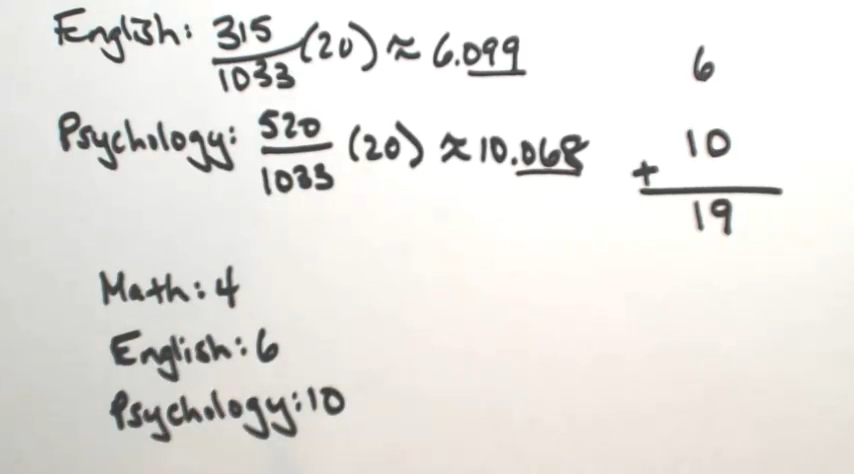 English: 315/1033 (20) ≈ 6.099
Psychology: 520/1033 (20) ≈ 10.068
6
10
+
19
Math: 4
English: 6
Psychology: 10